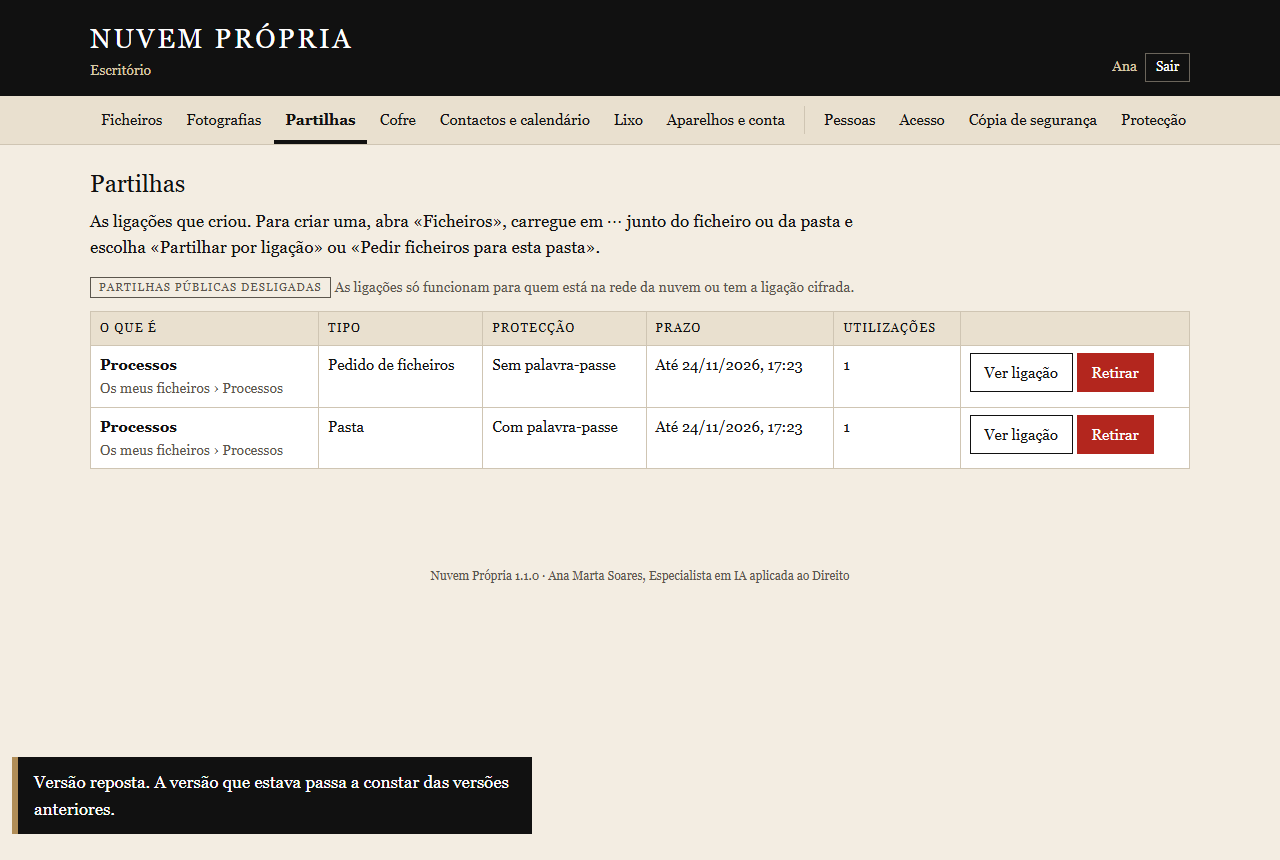 NUVEM PRÓPRIA
Escritório
Ana Sair
Ficheiros Fotografias Partilhas Cofre Contactos e calendário Lixo Aparelhos e conta Pessoas Acesso Cópia de segurança Protecção
Partilhas
As ligações que criou. Para criar uma, abra «Ficheiros», carregue em ··· junto do ficheiro ou da pasta e
escolha «Partilhar por ligação» ou «Pedir ficheiros para esta pasta».
PARTILHAS PÚBLICAS DESLIGADAS As ligações só funcionam para quem está na rede da nuvem ou tem a ligação cifrada.
O QUE É TIPO PROTECÇÃO PRAZO UTILIZAÇÕES
Processos Pedido de ficheiros Sem palavra-passe Até 24/11/2026, 17:23 1 Ver ligação Retirar
Os meus ficheiros › Processos
Processos Pasta Com palavra-passe Até 24/11/2026, 17:23 1 Ver ligação Retirar
Os meus ficheiros › Processos
Nuvem Própria 1.1.0 · Ana Marta Soares, Especialista em IA aplicada ao Direito
Versão reposta. A versão que estava passa a constar das versões
anteriores.